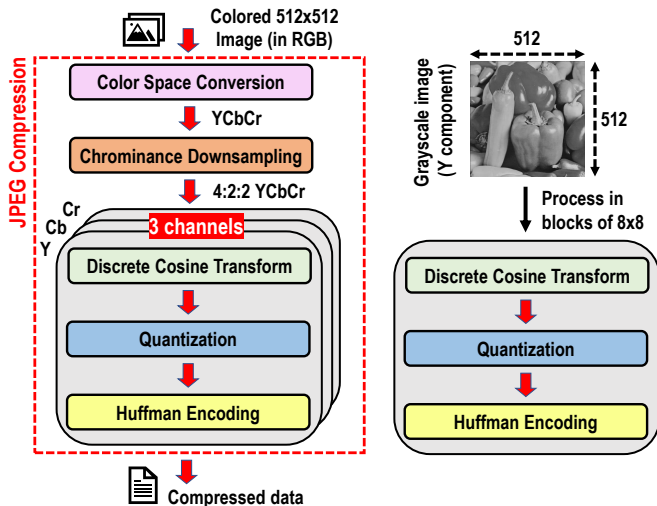 Colored 512x512
Image (in RGB)
JPEG Compression
Color Space Conversion
YCbCr
Chrominance Downsampling
4:2:2 YCbCr
Cr
Cb
Y
3 channels
Discrete Cosine Transform
Quantization
Huffman Encoding
Compressed data
512
512
Grayscale image
(Y component)
Process in
blocks of 8x8
Discrete Cosine Transform
Quantization
Huffman Encoding